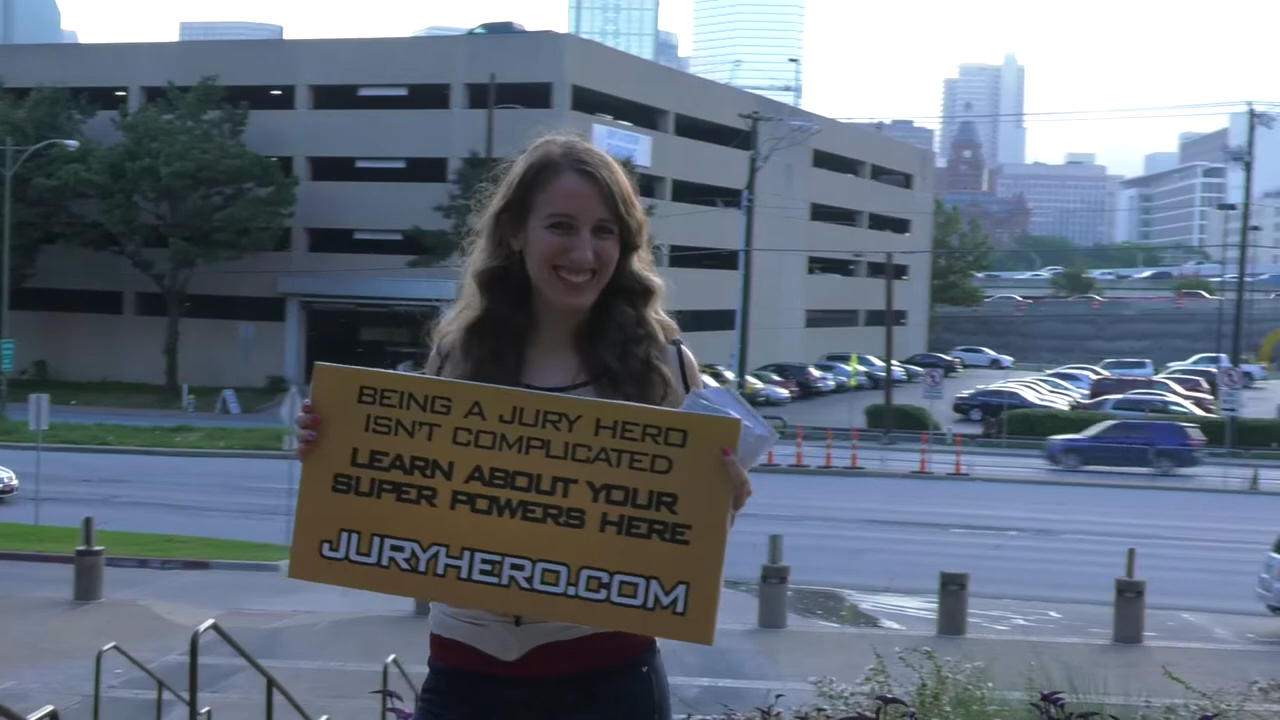 BEING A JURY HERO
ISN'T COMPLICATED
LEARN ABOUT YOUR
SUPER POWERS HERE
JURYHERO.COM